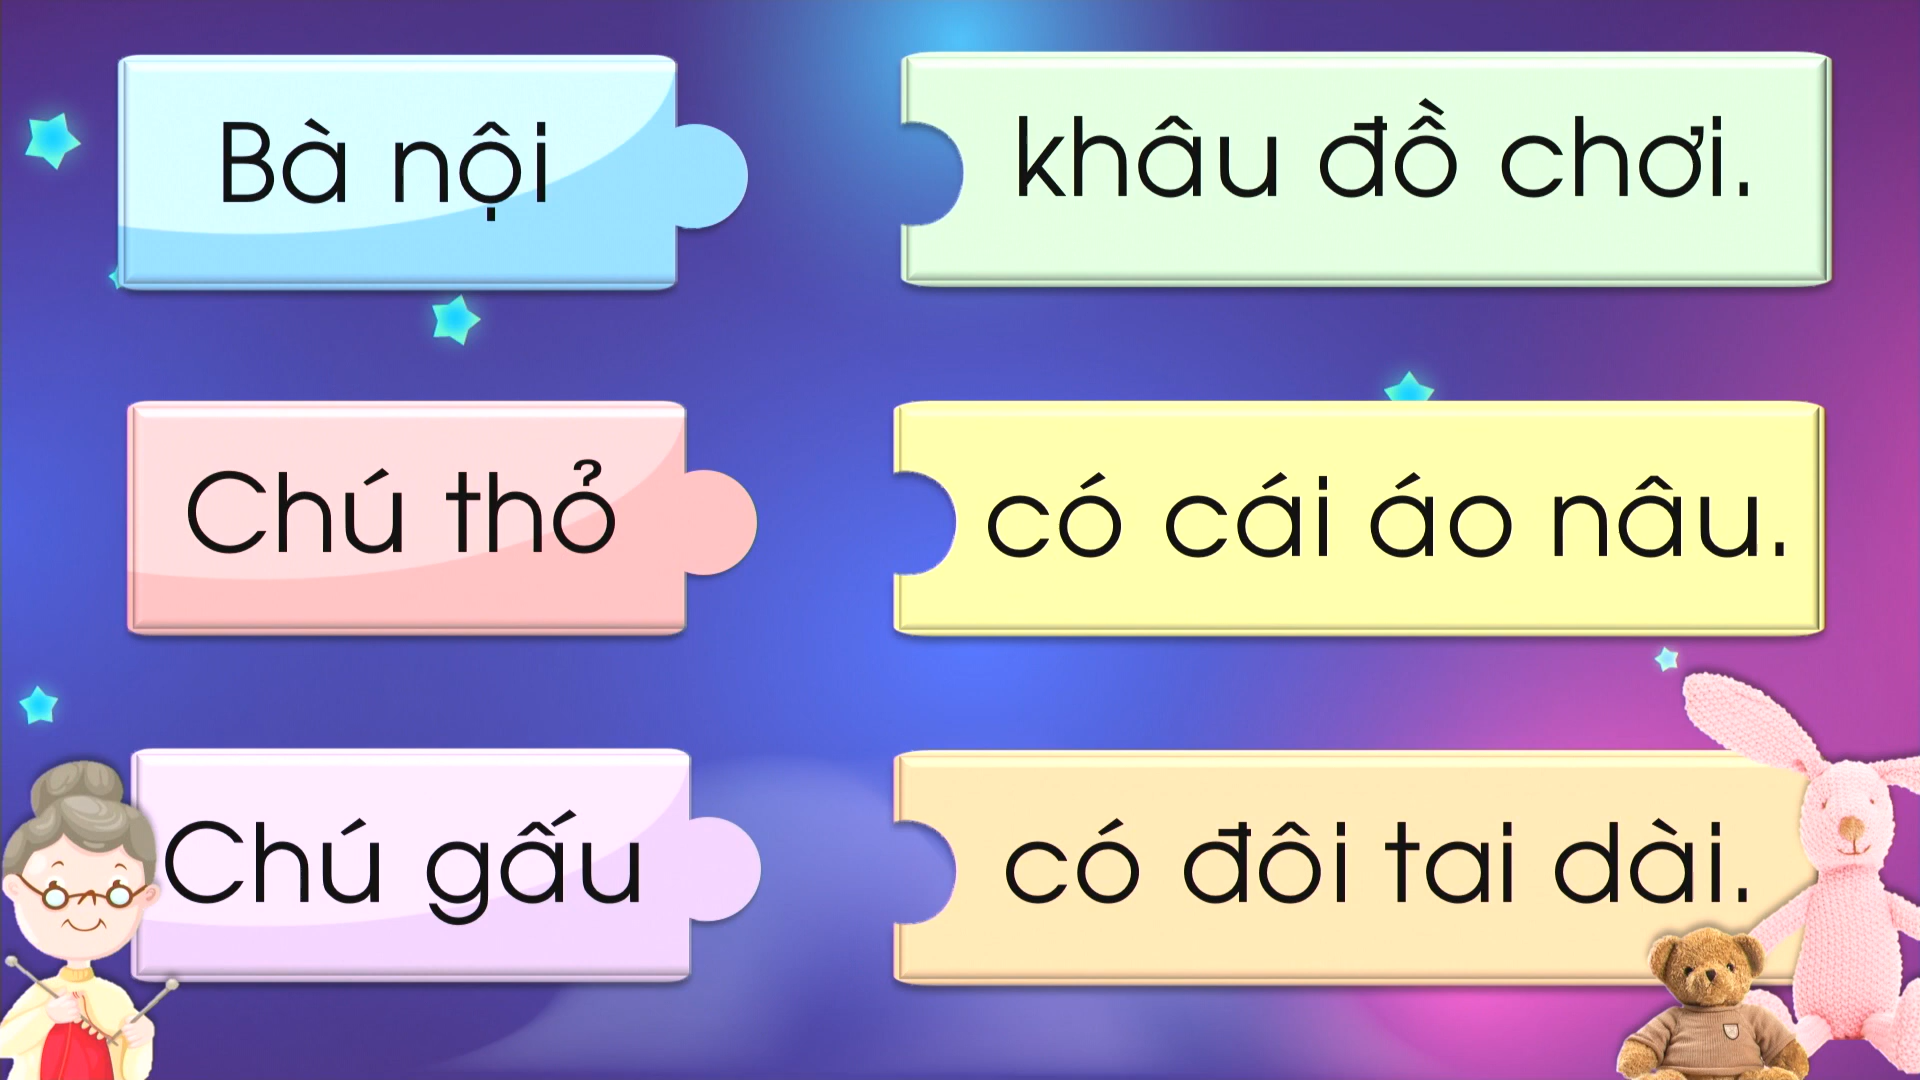 Bà nội
khâu đồ chơi.
Chú thỏ
có cái áo nâu.
Chú gấu
có đôi tai dài.